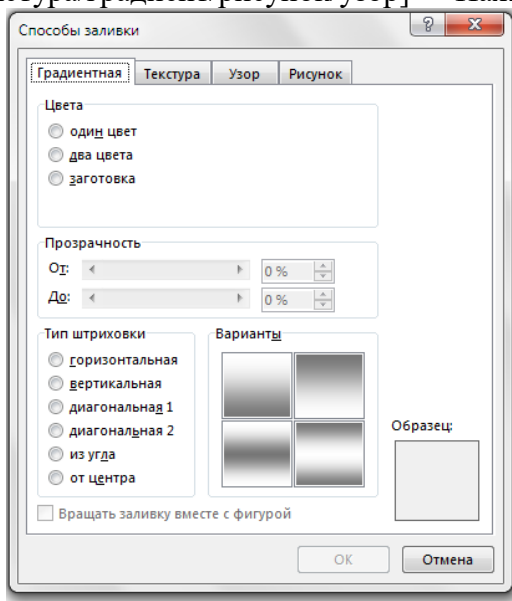 Способы заливки
Градиентная Текстура Узор Рисунок
Цвета
один цвет
два цвета
заготовка
Прозрачность
От: 0 %
До: 0 %
Тип штриховки Варианты
горизонтальная
вертикальная
диагональная 1
диагональная 2
из угла
от центра
Образец:
Вращать заливку вместе с фигурой
ОК Отмена